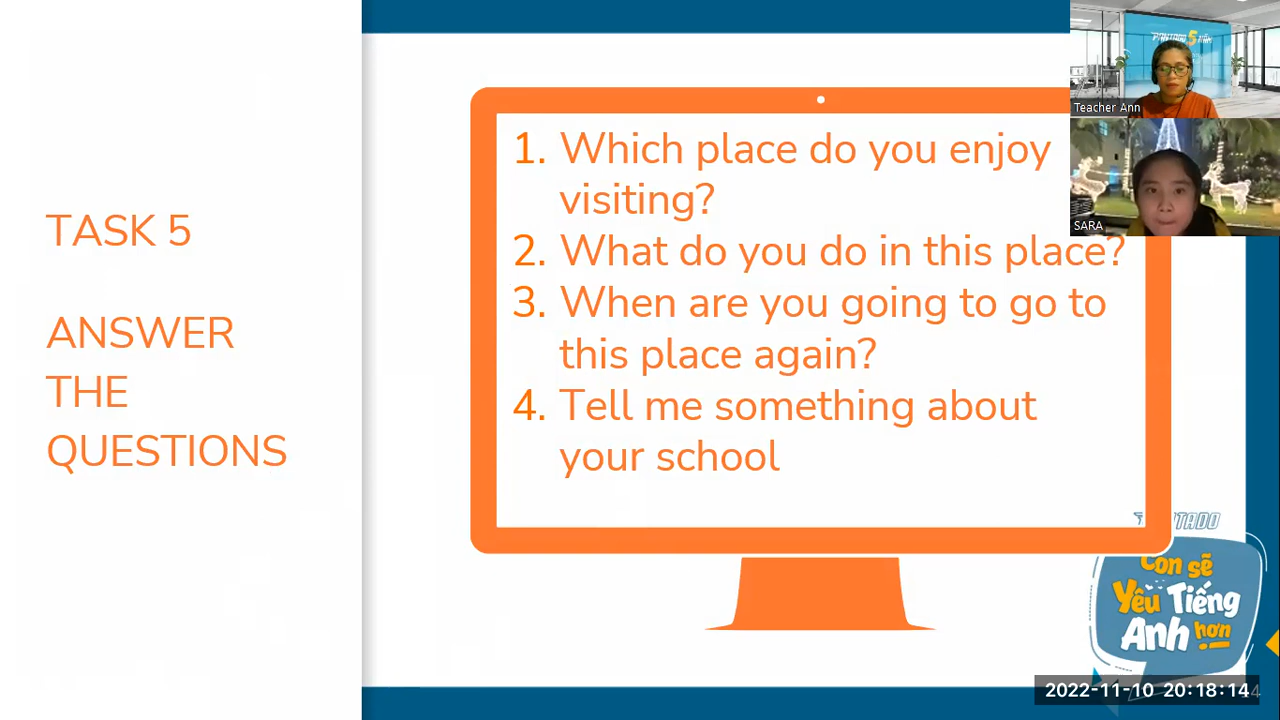 TASK 5
ANSWER
THE
QUESTIONS
1. Which place do you enjoy
visiting?
2. What do you do in this place?
3. When are you going to go to
this place again?
4. Tell me something about
your school
Teacher Ann
SARA
Con sẽ
Yêu Tiếng
Anh hơn
2022-11-10 20:18:14